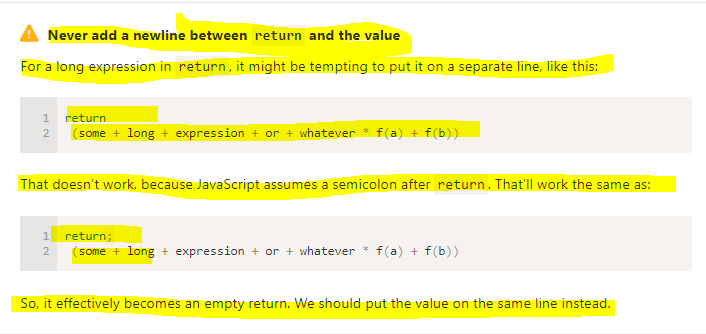 Never add a newline between return and the value
For a long expression in return, it might be tempting to put it on a separate line, like this:
1 return
2  (some + long + expression + or + whatever * f(a) + f(b))
That doesn’t work, because JavaScript assumes a semicolon after return. That’ll work the same as:
1 return;
2  (some + long + expression + or + whatever * f(a) + f(b))
So, it effectively becomes an empty return. We should put the value on the same line instead.